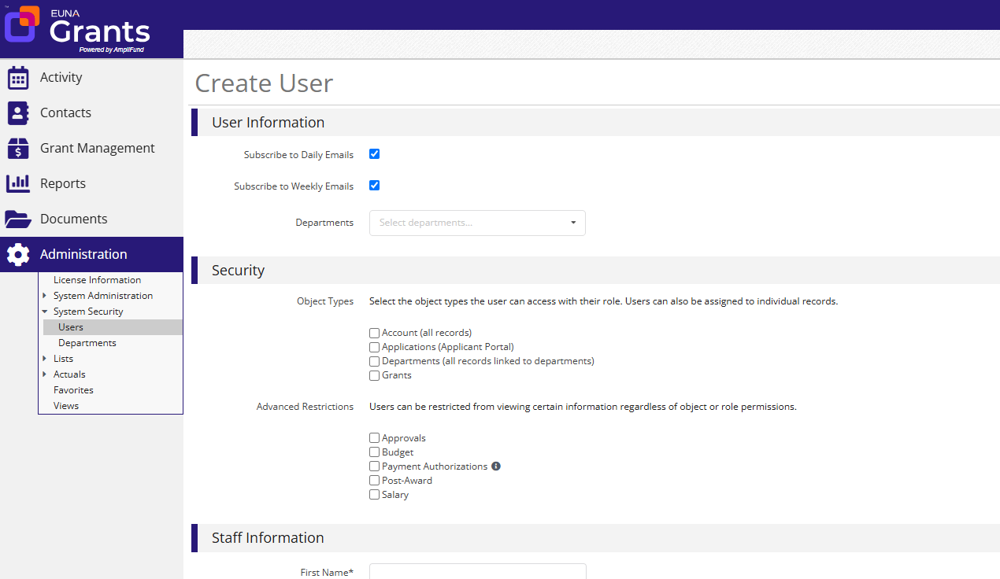 EUNA
Grants
Powered by AmpliFund
Activity
Contacts
Grant Management
Reports
Documents
Administration
License Information
System Administration
System Security
Users
Departments
Lists
Actuals
Favorites
Views
Create User
User Information
Subscribe to Daily Emails
Subscribe to Weekly Emails
Departments Select departments...
Security
Object Types Select the object types the user can access with their role. Users can also be assigned to individual records.
Account (all records)
Applications (Applicant Portal)
Departments (all records linked to departments)
Grants
Advanced Restrictions Users can be restricted from viewing certain information regardless of object or role permissions.
Approvals
Budget
Payment Authorizations
Post-Award
Salary
Staff Information
First Name*